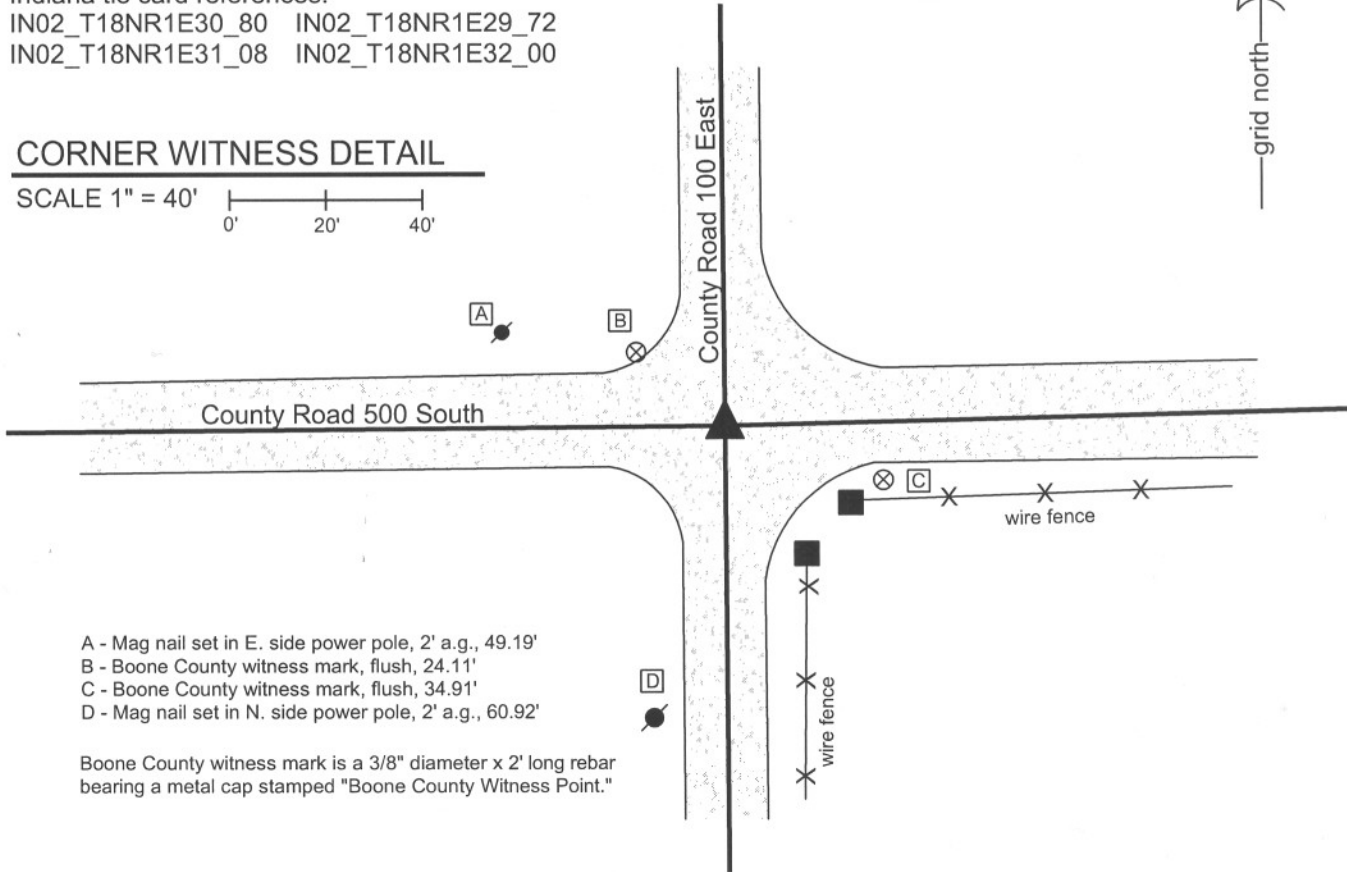 Indiana tie card references:
IN02_T18NR1E30_80 IN02_T18NR1E29_72
IN02_T18NR1E31_08 IN02_T18NR1E32_00
grid north
CORNER WITNESS DETAIL
SCALE 1" = 40'
0' 20' 40'
County Road 100 East
A
B
County Road 500 South
C
wire fence
A - Mag nail set in E. side power pole, 2' a.g., 49.19'
B - Boone County witness mark, flush, 24.11'
C - Boone County witness mark, flush, 34.91'
D - Mag nail set in N. side power pole, 2' a.g., 60.92'
D
wire fence
Boone County witness mark is a 3/8" diameter x 2' long rebar
bearing a metal cap stamped "Boone County Witness Point."